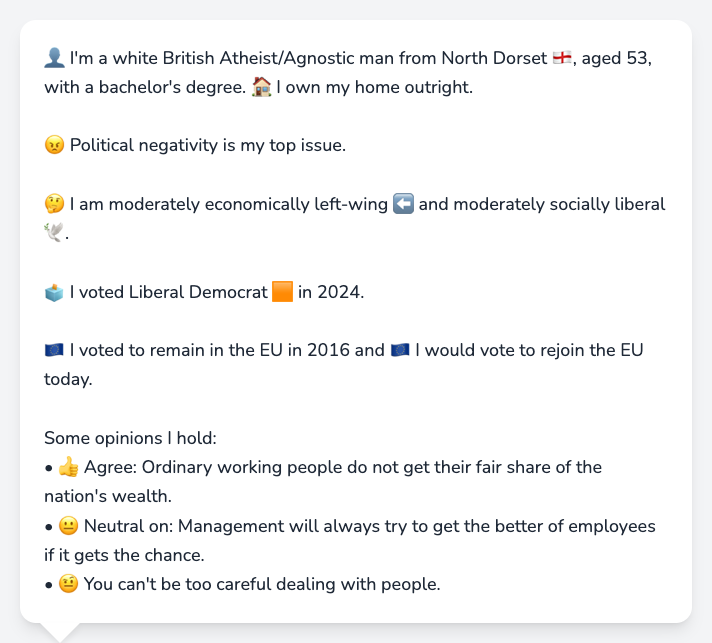 👤 I'm a white British Atheist/Agnostic man from North Dorset 🏴󠁧󠁢󠁥󠁮󠁧󠁿, aged 53,
with a bachelor's degree. 🏠 I own my home outright.
😠 Political negativity is my top issue.
🤔 I am moderately economically left-wing ⬅️ and moderately socially liberal
🕊️.
🗳️ I voted Liberal Democrat 🟧 in 2024.
🇪🇺 I voted to remain in the EU in 2016 and 🇪🇺 I would vote to rejoin the EU
today.
Some opinions I hold:
• 👍 Agree: Ordinary working people do not get their fair share of the
nation's wealth.
• 😐 Neutral on: Management will always try to get the better of employees
if it gets the chance.
• 🤨 You can't be too careful dealing with people.